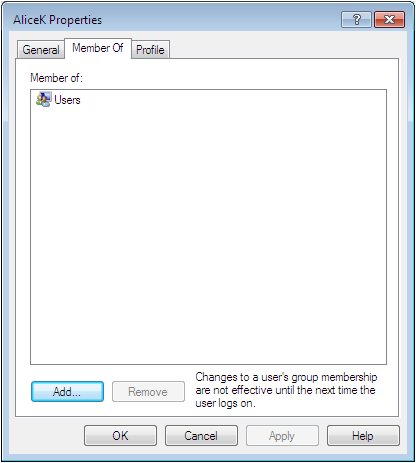 AliceK Properties
?
General Member Of Profile
Member of:
Users
Add... Remove
Changes to a user's group membership
are not effective until the next time the
user logs on.
OK Cancel Apply Help